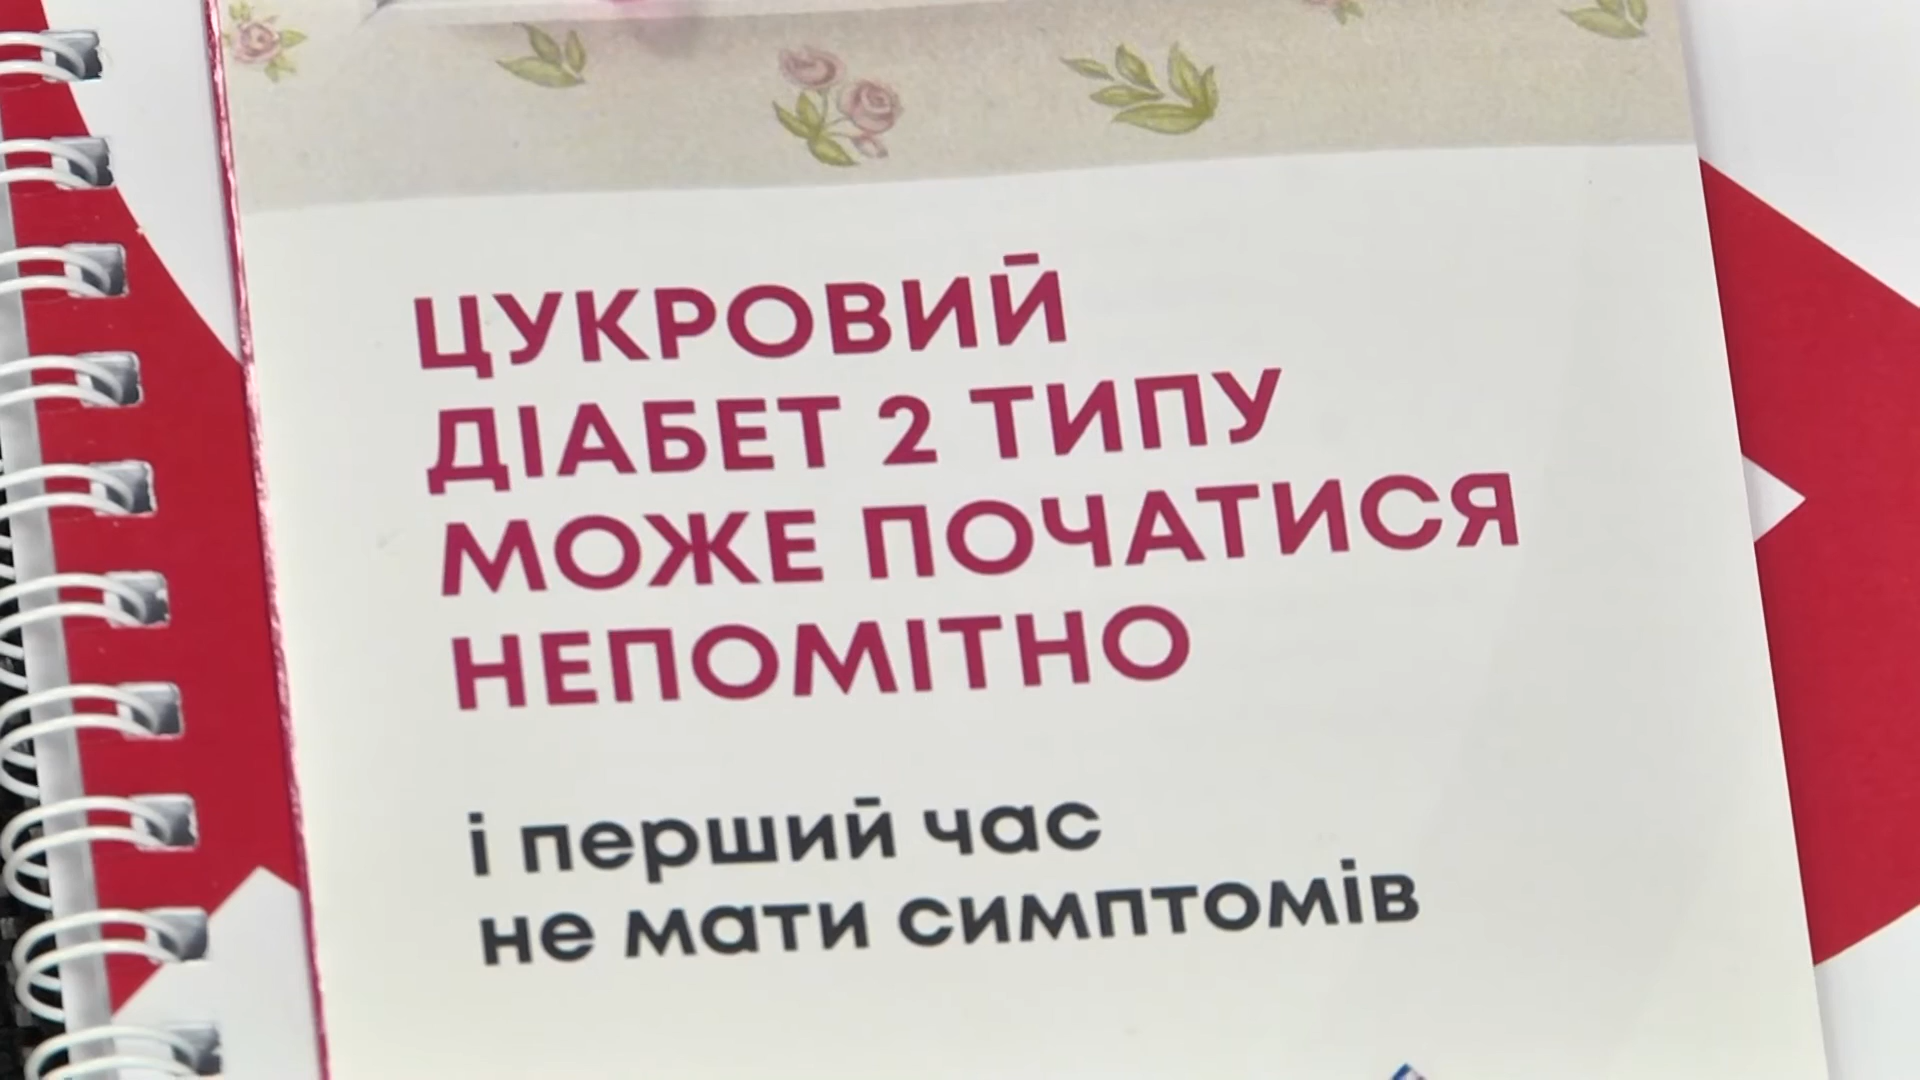 ЦУКРОВИЙ
ДІАБЕТ 2 ТИПУ
МОЖЕ ПОЧАТИСЯ
НЕПОМІТНО
і перший час
не мати симптомів